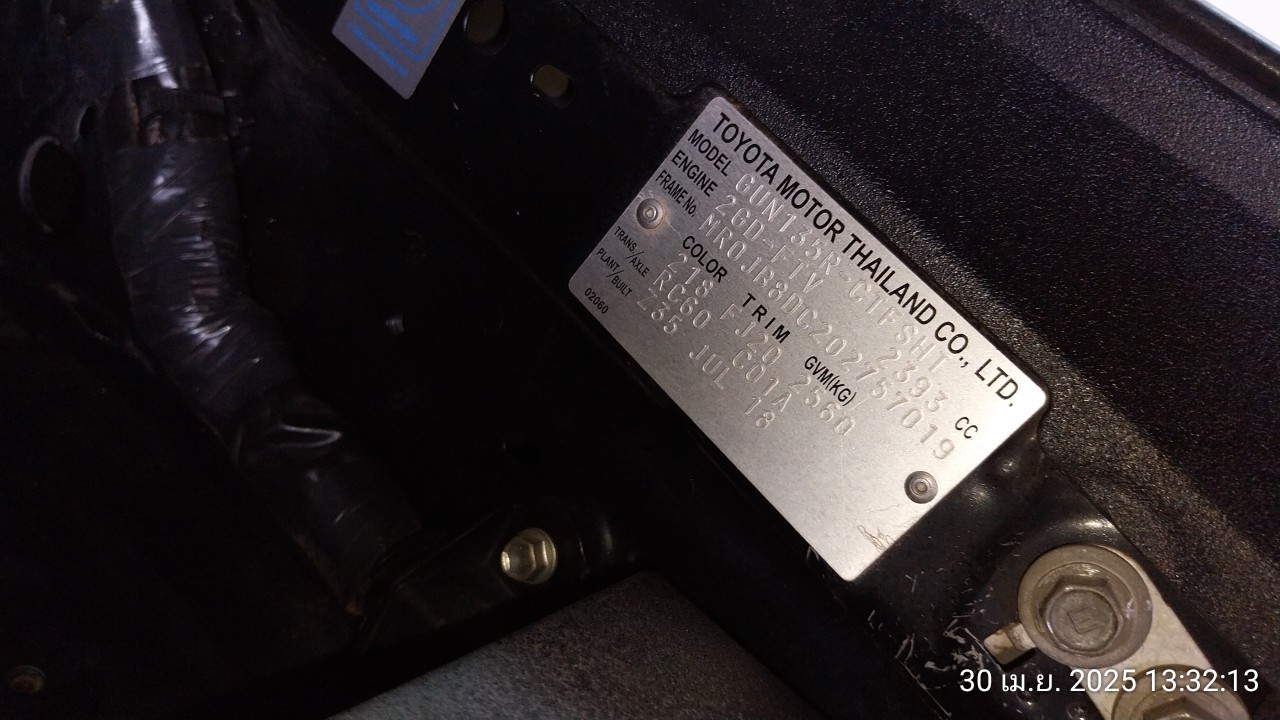 TOYOTA MOTOR THAILAND CO., LTD.
MODEL GUN135R-CTFSHT
ENGINE 2GD-FTV 2393 CC
FRAME No. MR0JR8DC202757019
COLOR TRIM GVM(KG)
218 FJ20 2560
TRANS/AXLE RC60 C01A
PLANT/BUILT Z35 JUL 18
02060
30 เม.ย. 2025 13:32:13